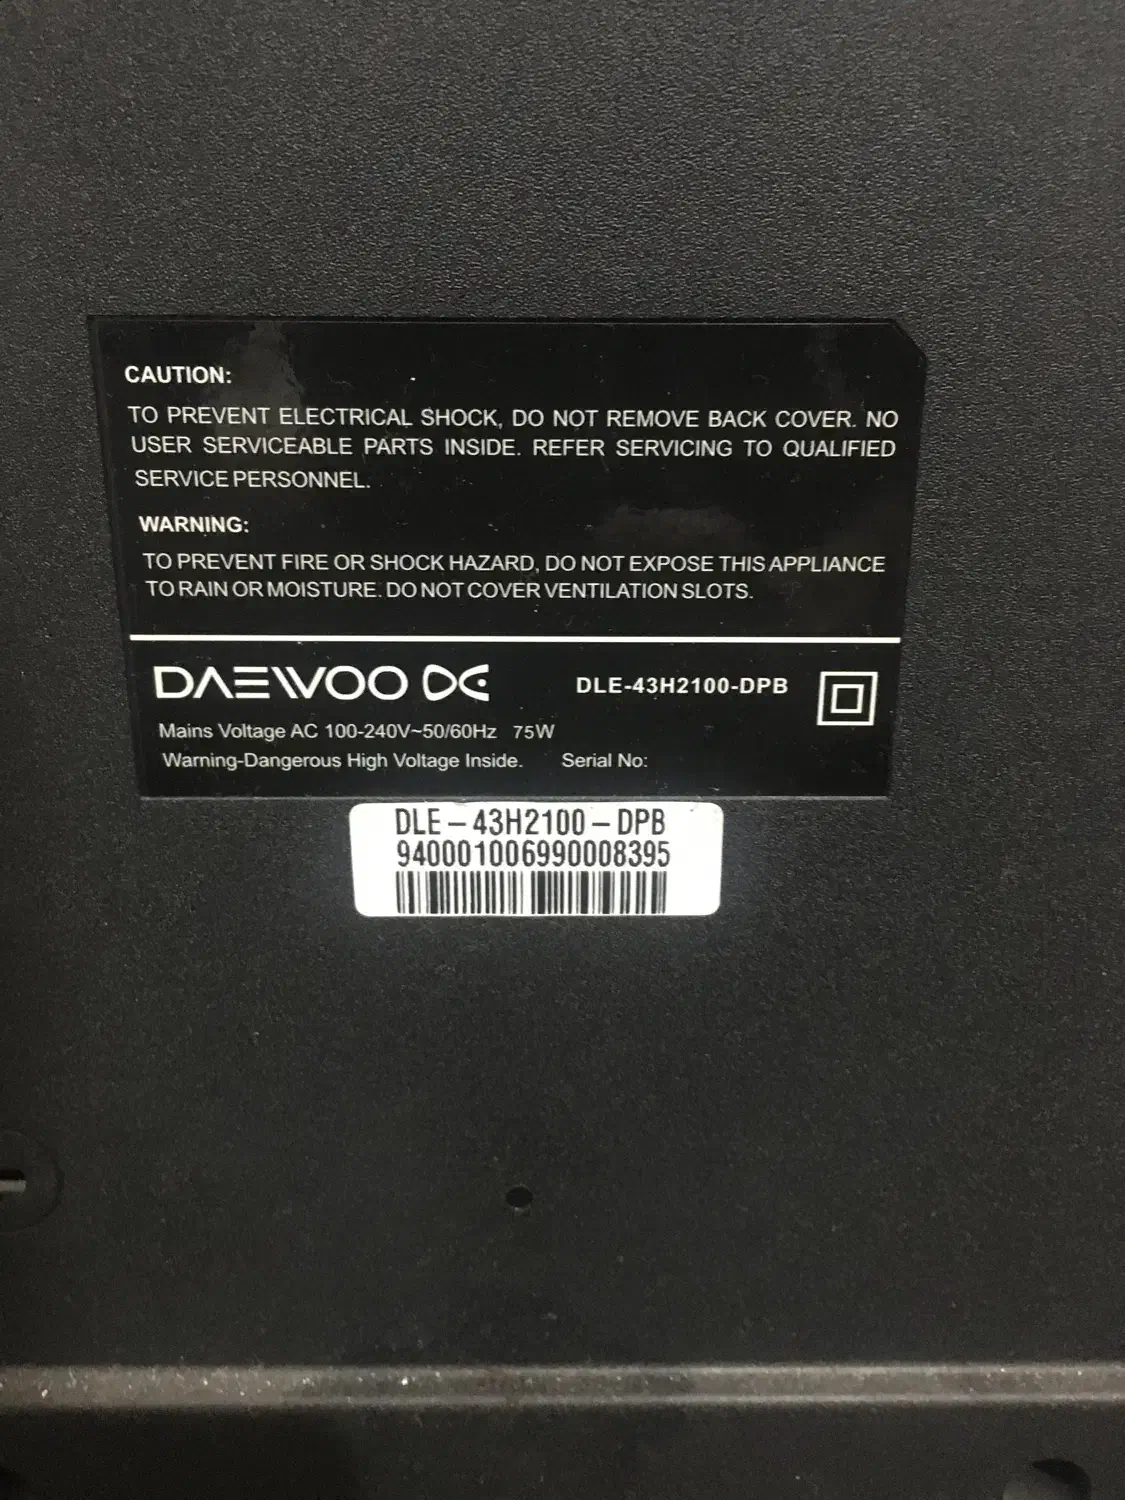 CAUTION:
TO PREVENT ELECTRICAL SHOCK, DO NOT REMOVE BACK COVER. NO
USER SERVICEABLE PARTS INSIDE. REFER SERVICING TO QUALIFIED
SERVICE PERSONNEL.
WARNING:
TO PREVENT FIRE OR SHOCK HAZARD, DO NOT EXPOSE THIS APPLIANCE
TO RAIN OR MOISTURE. DO NOT COVER VENTILATION SLOTS.
DAEWOO DLE-43H2100-DPB
Mains Voltage AC 100-240V~50/60Hz 75W
Warning-Dangerous High Voltage Inside. Serial No:
DLE-43H2100-DPB
940001006990008395